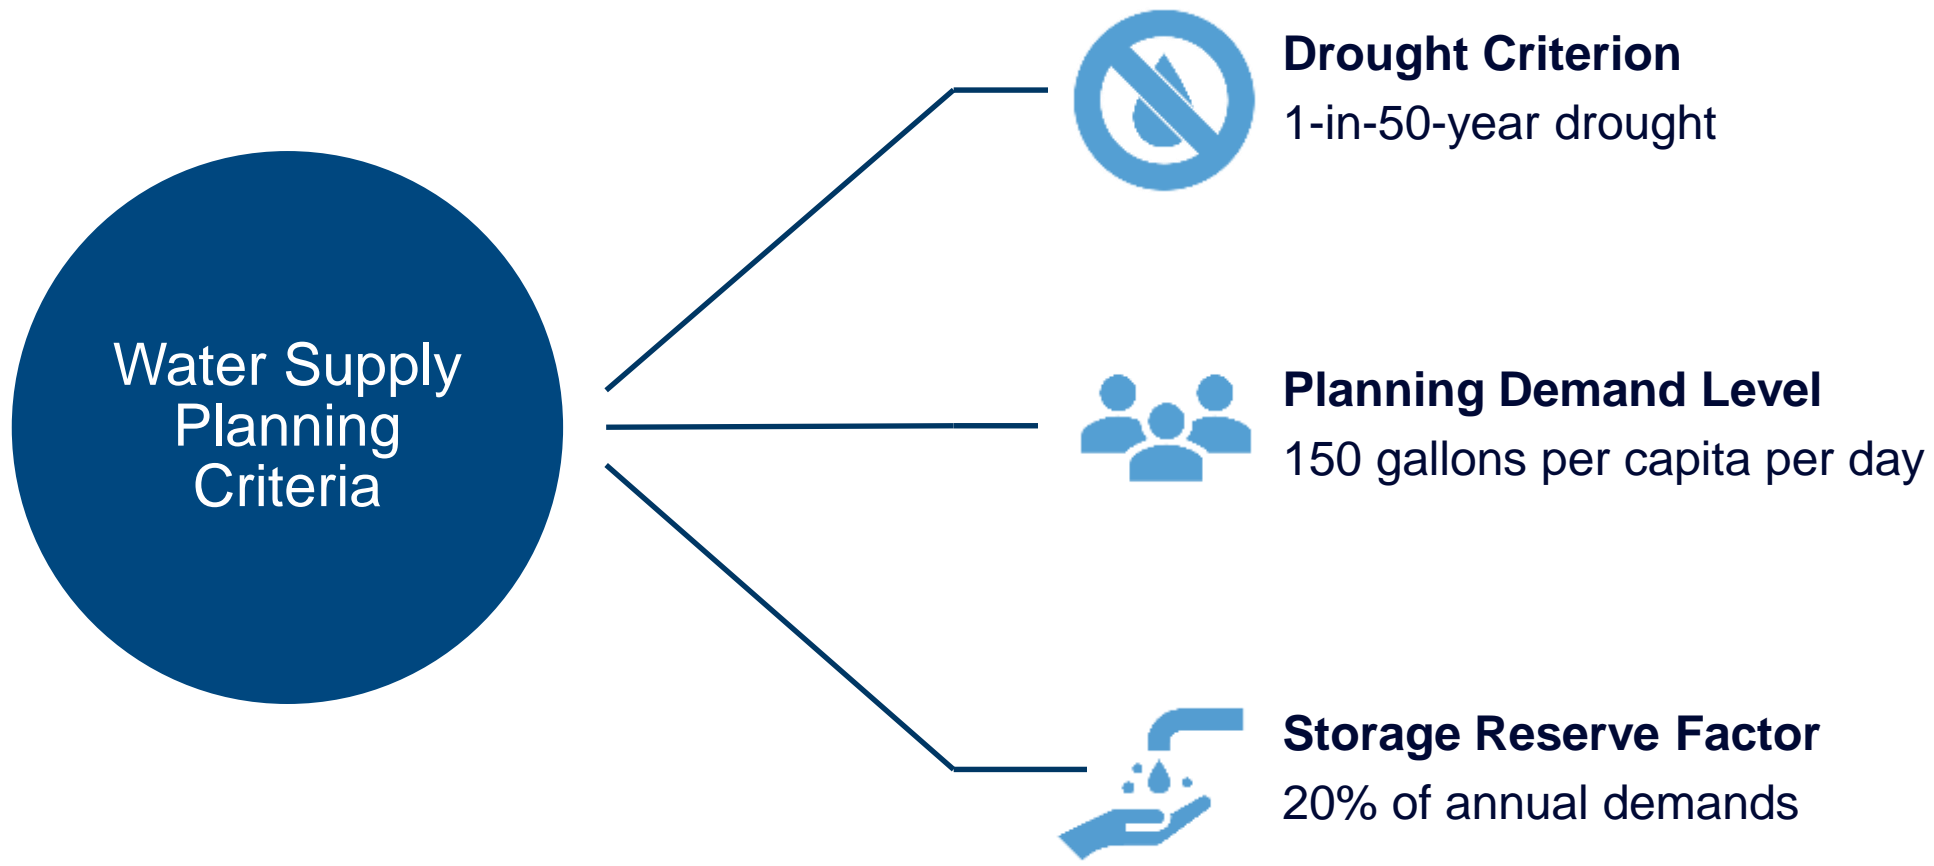 Water Supply
Planning
Criteria
Drought Criterion
1-in-50-year drought
Planning Demand Level
150 gallons per capita per day
Storage Reserve Factor
20% of annual demands